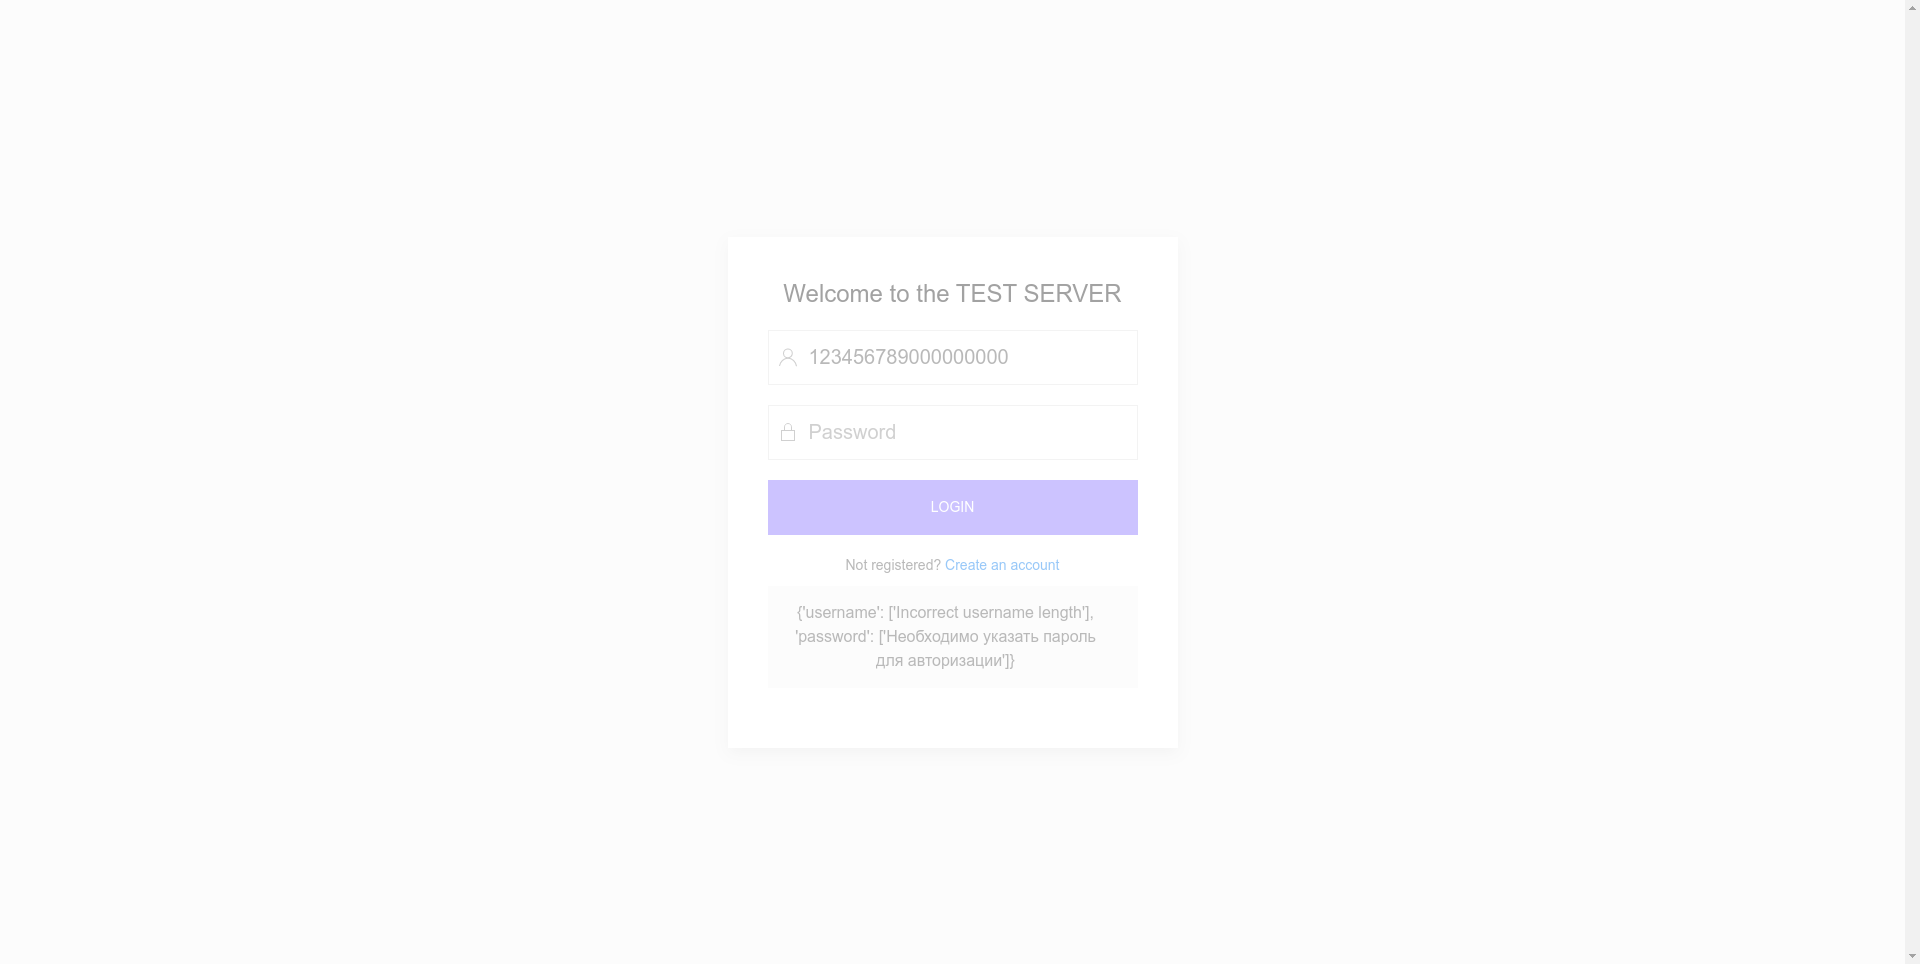 Welcome to the TEST SERVER
123456789000000000
Password
LOGIN
Not registered? Create an account
{'username': ['Incorrect username length'],
'password': ['Необходимо указать пароль
для авторизации']}